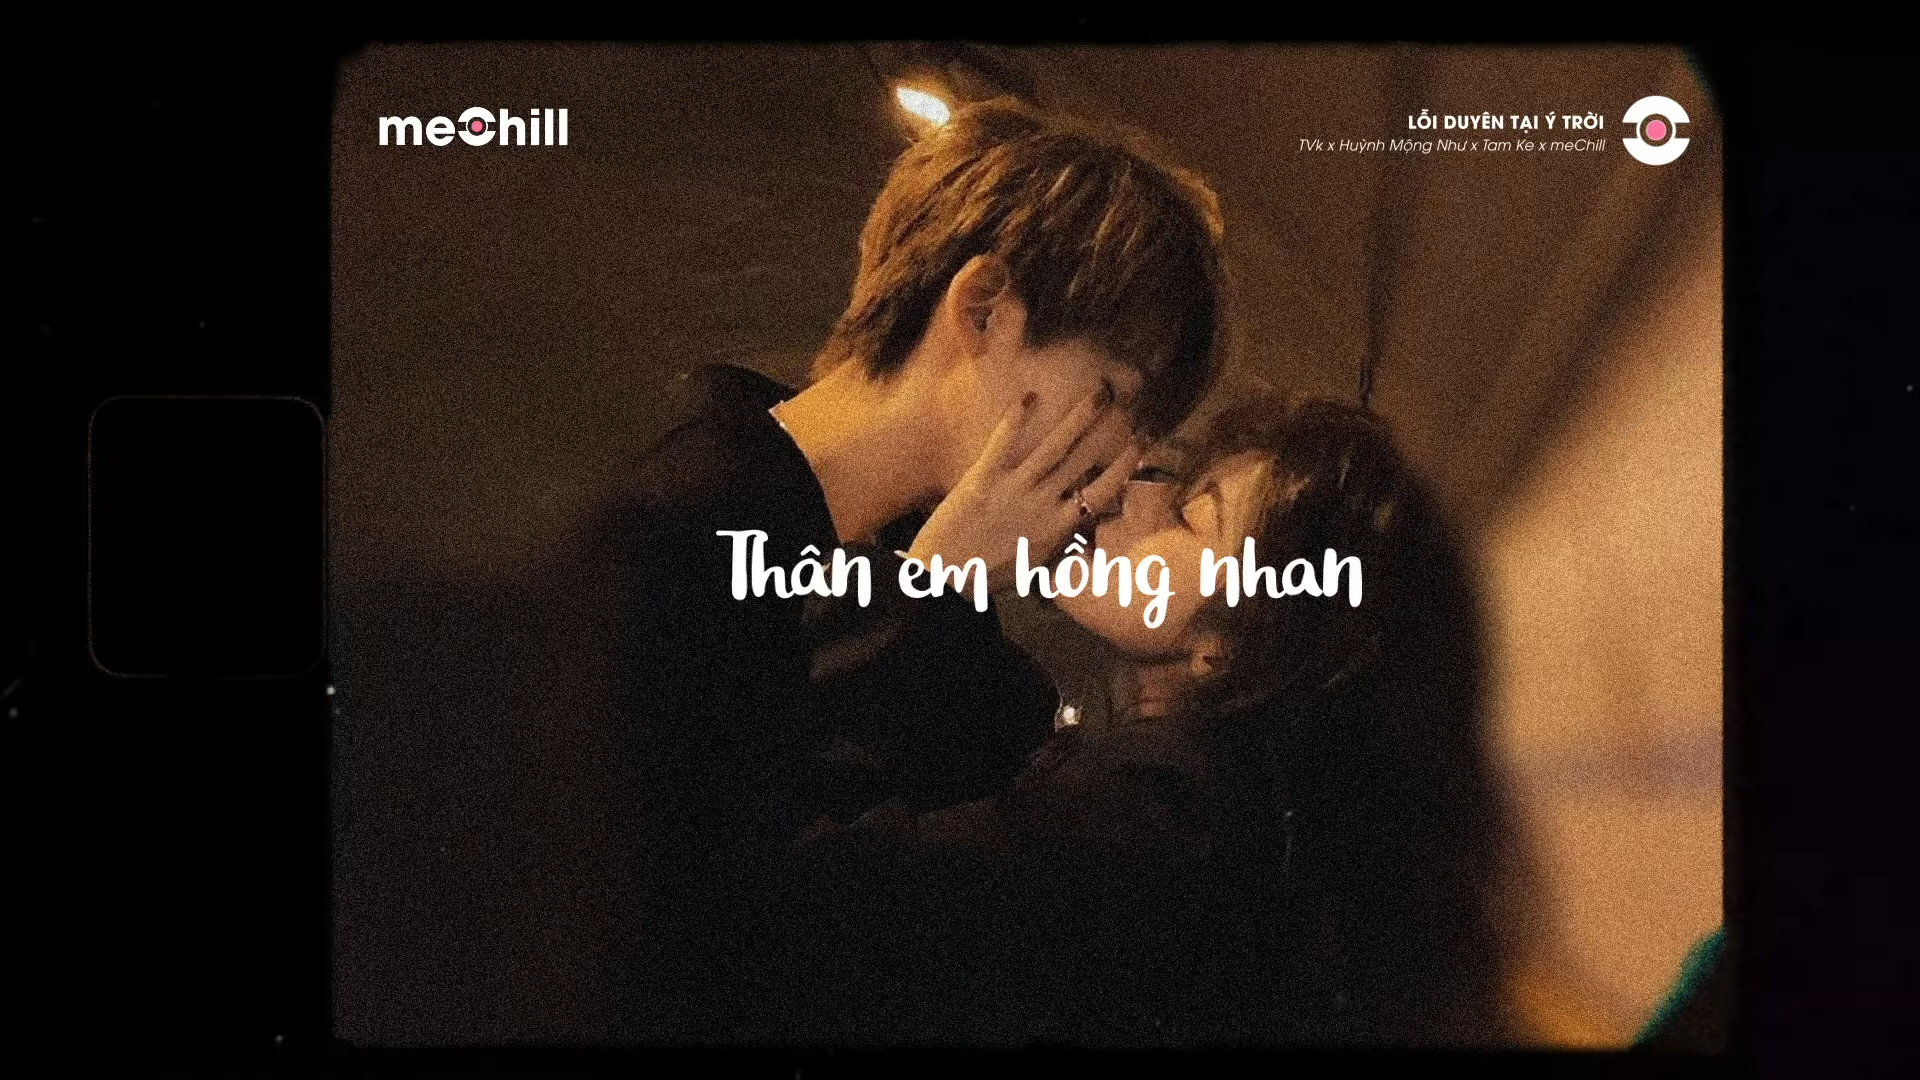 meChill
LỖI DUYÊN TẠI Ý TRỜI
TVk x Huỳnh Mộng Như x Tam Ke x meChill
Thân em hồng nhan